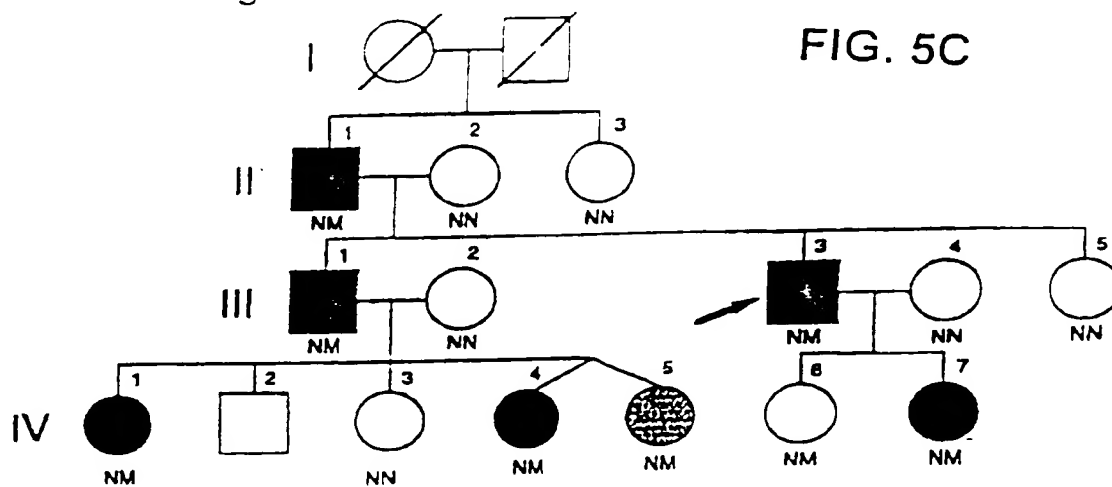 FIG. 5C
I
1 2 3
II
NM NN NN
1 2 3 4 5
III
NM NN NM NN NN
1 2 3 4 5 6 7
IV
NM NN NM NM NM NM